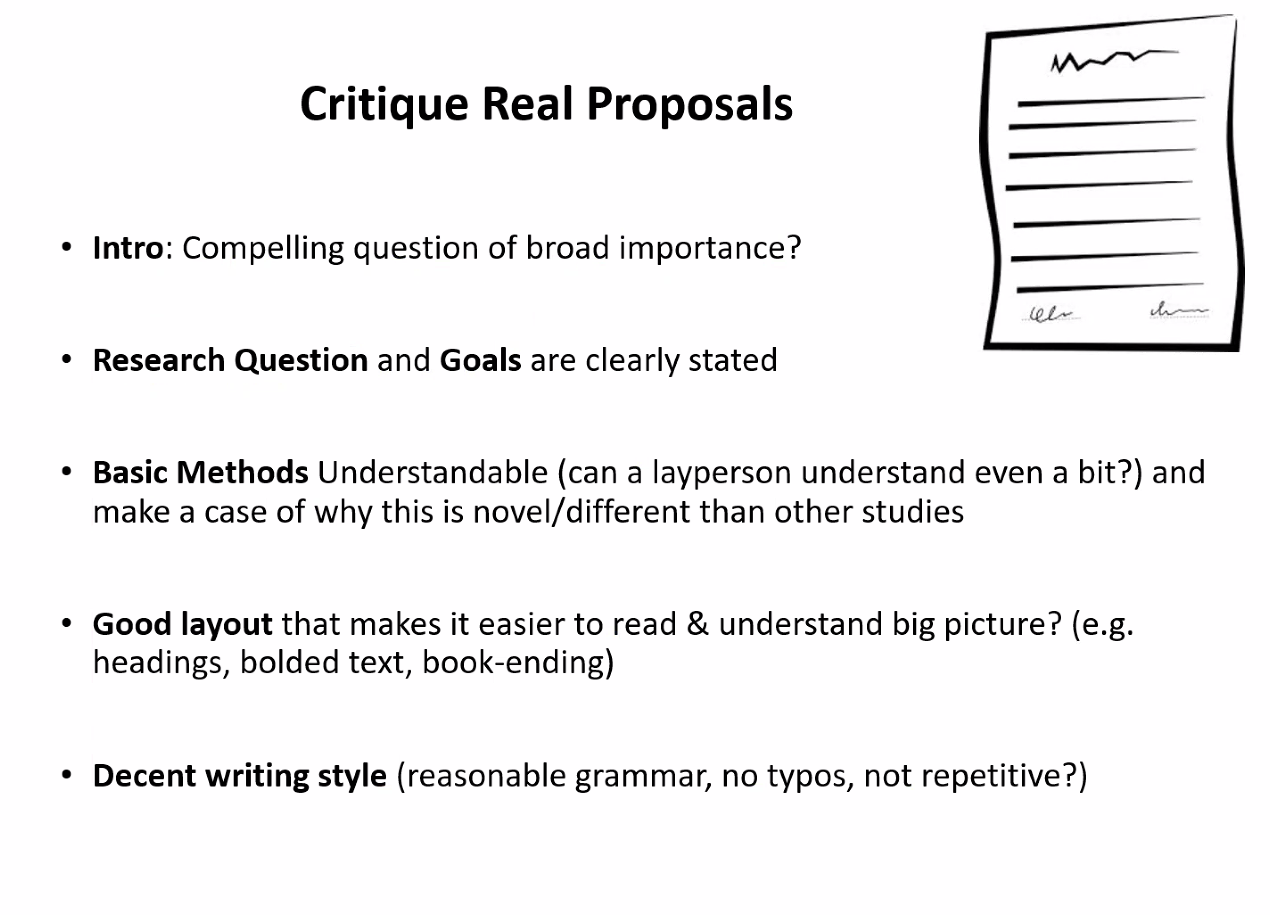 Critique Real Proposals
• Intro: Compelling question of broad importance?
• Research Question and Goals are clearly stated
• Basic Methods Understandable (can a layperson understand even a bit?) and
make a case of why this is novel/different than other studies
• Good layout that makes it easier to read & understand big picture? (e.g.
headings, bolded text, book-ending)
• Decent writing style (reasonable grammar, no typos, not repetitive?)